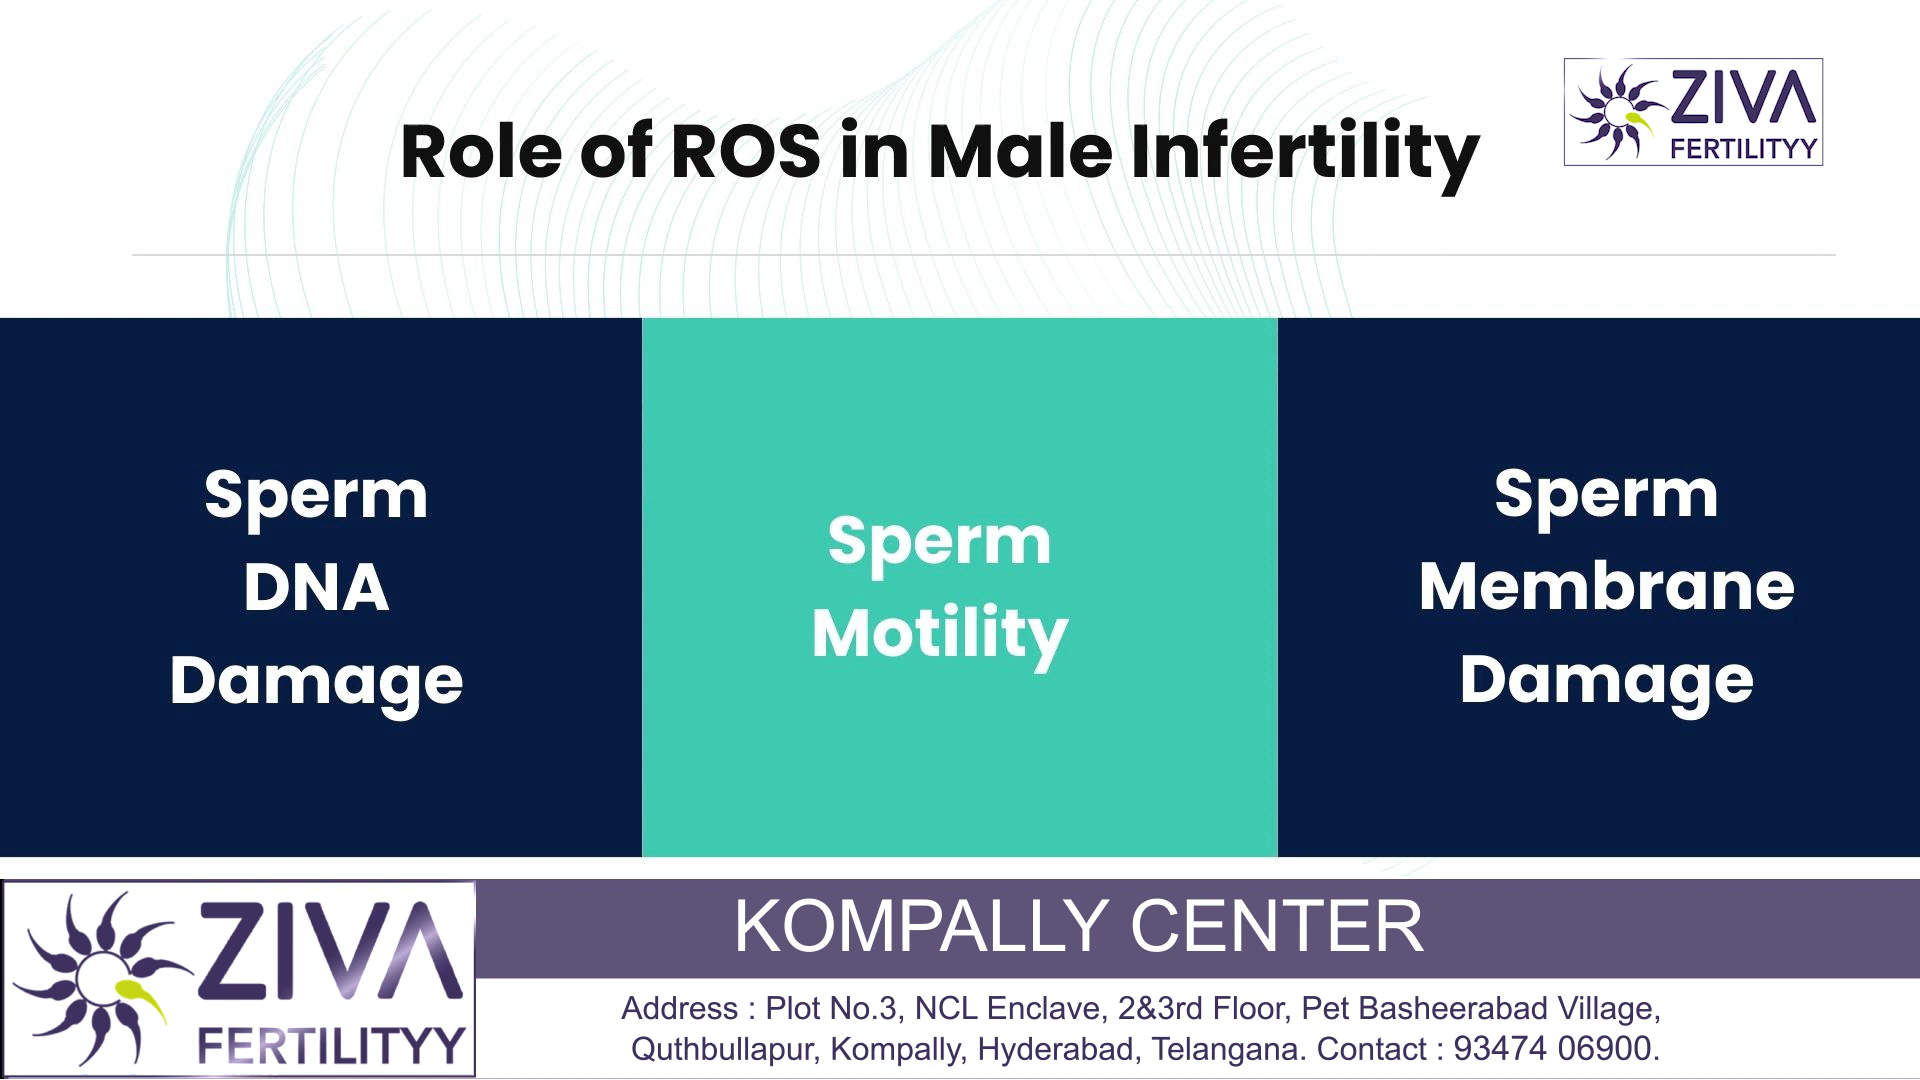 Role of ROS in Male Infertility
ZIVA
FERTILITYY
Sperm
DNA
Damage
Sperm
Motility
Sperm
Membrane
Damage
ZIVA
FERTILITYY
KOMPALLY CENTER
Address : Plot No.3, NCL Enclave, 2&3rd Floor, Pet Basheerabad Village,
Quthbullapur, Kompally, Hyderabad, Telangana. Contact : 93474 06900.